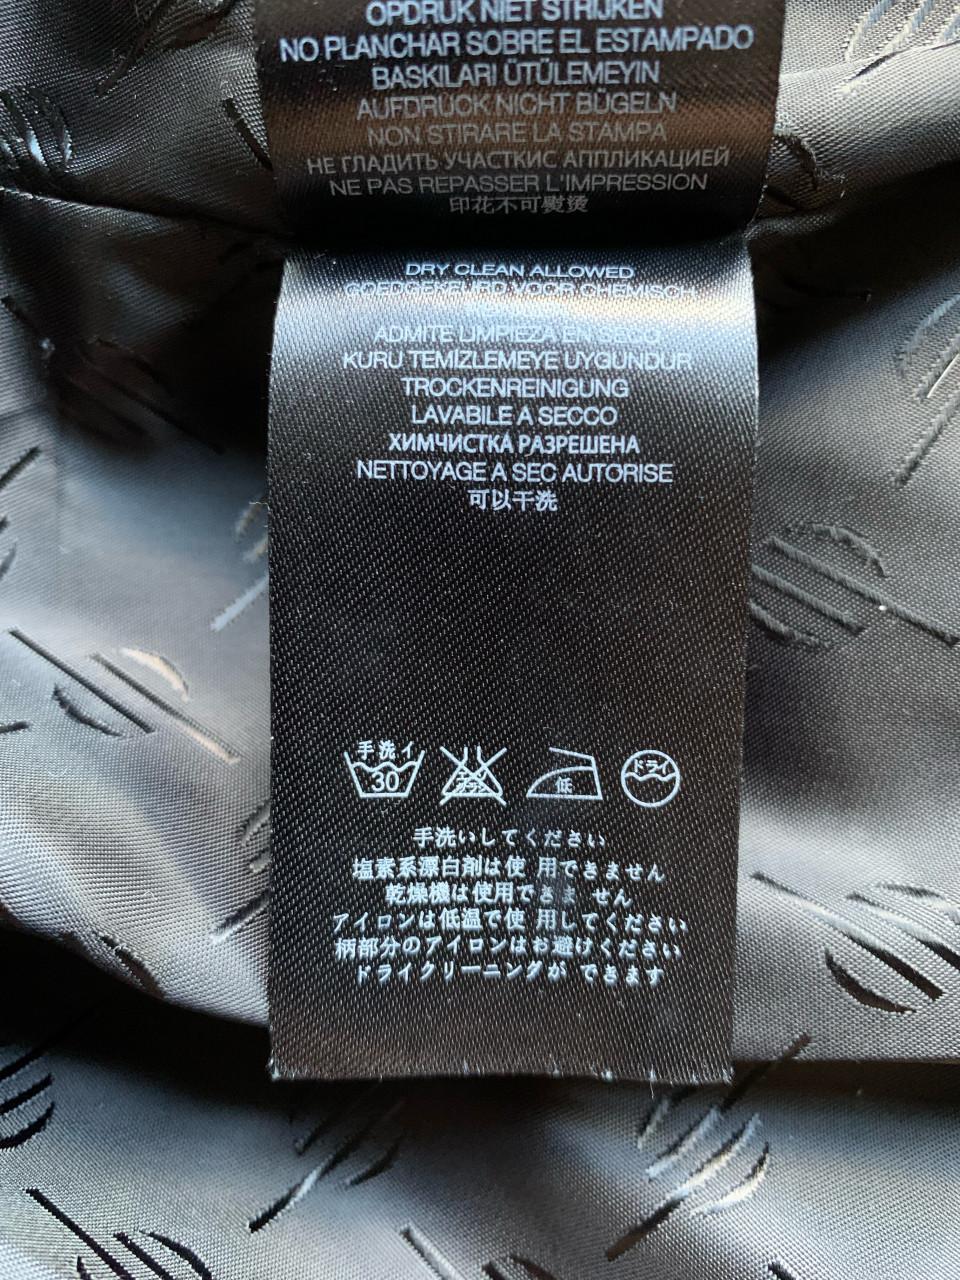 OPDRUK NIET STRIJKEN
NO PLANCHAR SOBRE EL ESTAMPADO
BASKILARI ÜTÜLEMEYIN
AUFDRUCK NICHT BÜGELN
NON STIRARE LA STAMPA
НЕ ГЛАДИТЬ УЧАСТКИС АППЛИКАЦИЕЙ
NE PAS REPASSER L'IMPRESSION
印花不可熨烫
DRY CLEAN ALLOWED
GOEDGEKEURD VOOR CHEMISCH
ADMITE LIMPIEZA EN SECO
KURU TEMİZLEMEYE UYGUNDUR
TROCKENREINIGUNG
LAVABILE A SECCO
ХИМЧИСТКА РАЗРЕШЕНА
NETTOYAGE A SEC AUTORISE
可以干洗
手洗イ
30
低
ドライ
手洗いしてください
塩素系漂白剤は使 用できません
乾燥機は使用できま せん
アイロンは低温で使 用してください
柄部分のアイロンはお避けください
ドライクリーニングが できます